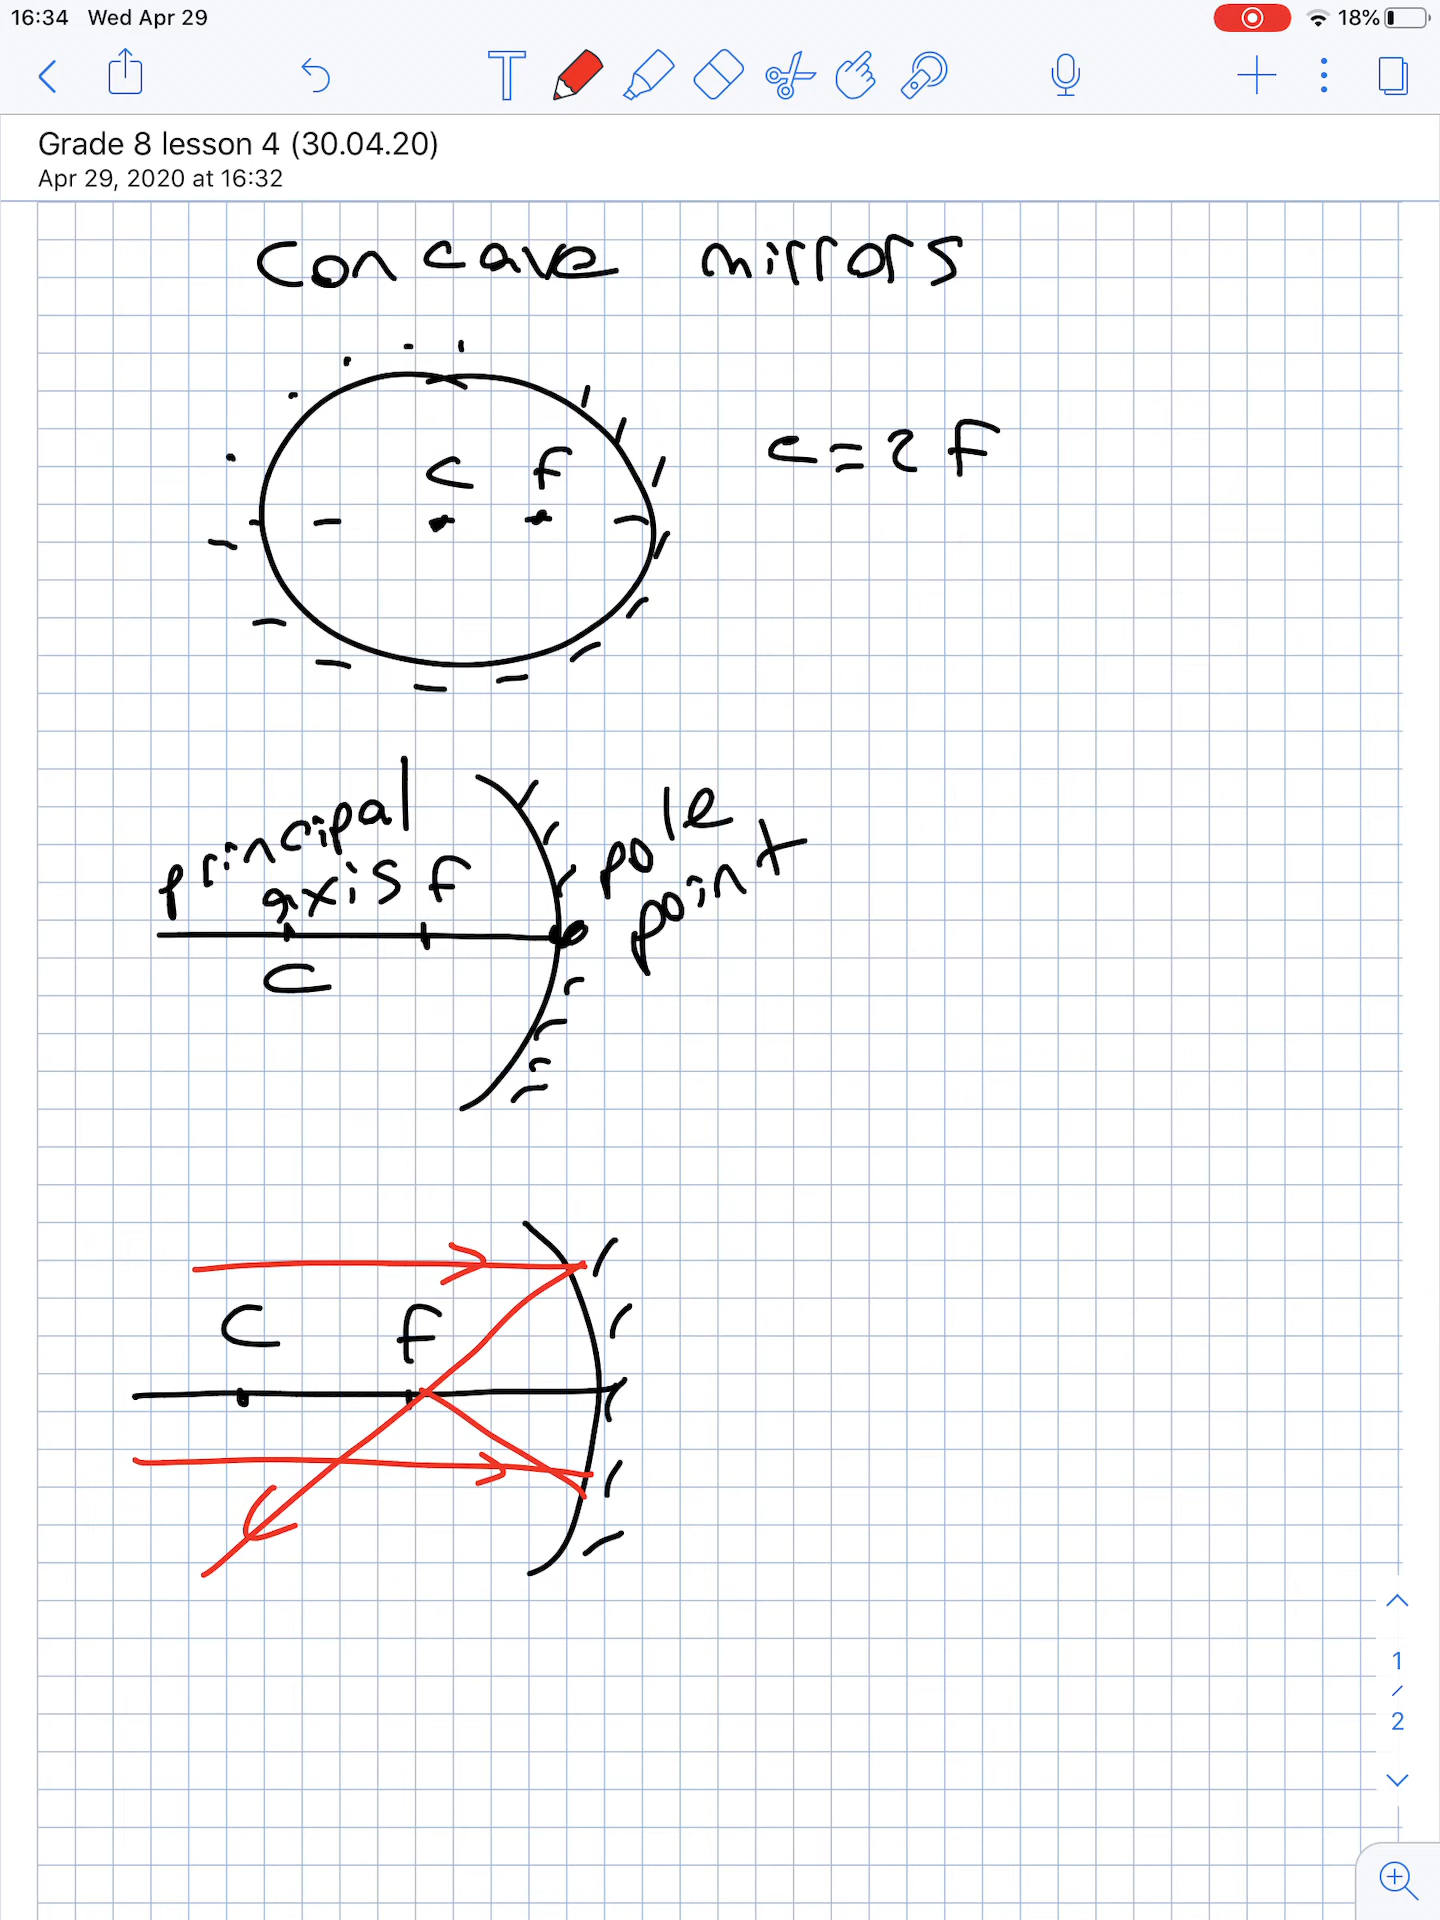 16:34 Wed Apr 29 18%
T
Grade 8 lesson 4 (30.04.20)
Apr 29, 2020 at 16:32
Concave mirrors
C F
C = 2 F
principal
axis F
pole
point
C
C F
1
/
2